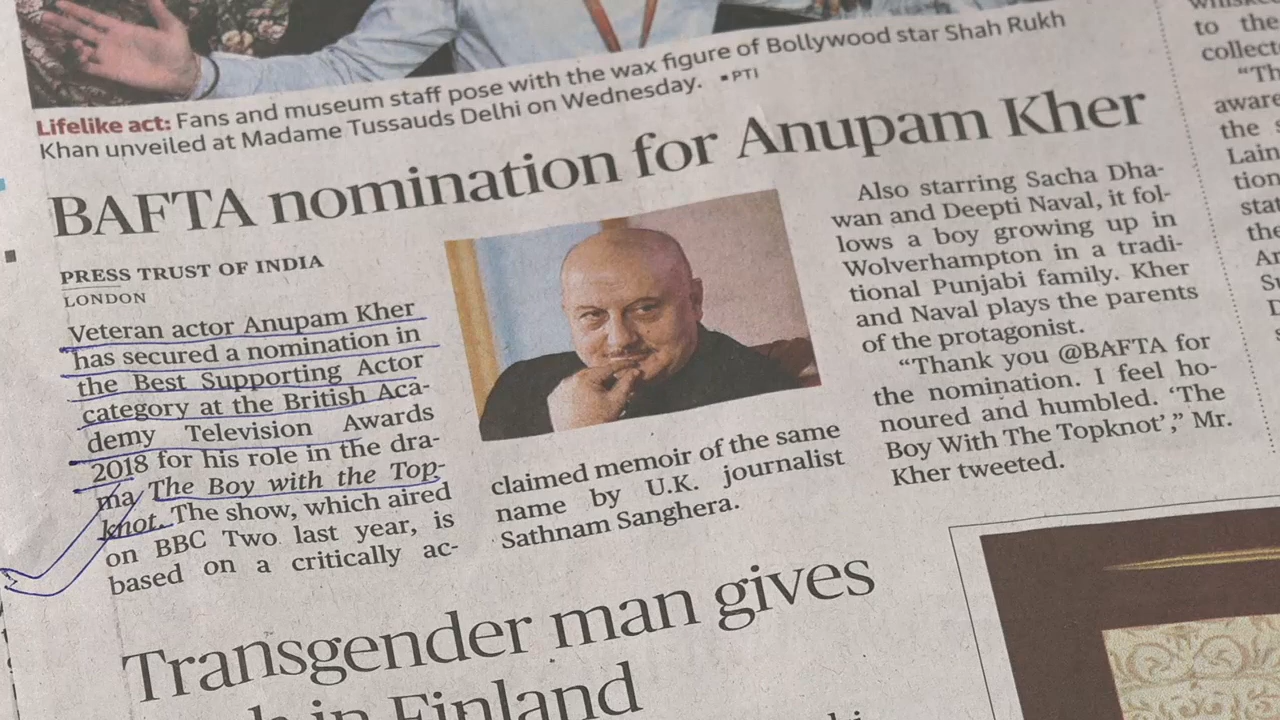 Lifelike act: Fans and museum staff pose with the wax figure of Bollywood star Shah Rukh
Khan unveiled at Madame Tussauds Delhi on Wednesday. ▪PTI
BAFTA nomination for Anupam Kher
PRESS TRUST OF INDIA
LONDON
Veteran actor Anupam Kher
has secured a nomination in
the Best Supporting Actor
category at the British Aca-
demy Television Awards
2018 for his role in the dra-
ma The Boy with the Top-
knot. The show, which aired
on BBC Two last year, is
based on a critically ac-
claimed memoir of the same
name by U.K. journalist
Sathnam Sanghera.
Also starring Sacha Dha-
wan and Deepti Naval, it fol-
lows a boy growing up in
Wolverhampton in a tradi-
tional Punjabi family. Kher
and Naval plays the parents
of the protagonist.
“Thank you @BAFTA for
the nomination. I feel ho-
noured and humbled. ‘The
Boy With The Topknot’,” Mr.
Kher tweeted.
Transgender man gives
in Finland
to the
collect
“Th
aware
the
Lain
tion
stat
the
Ar